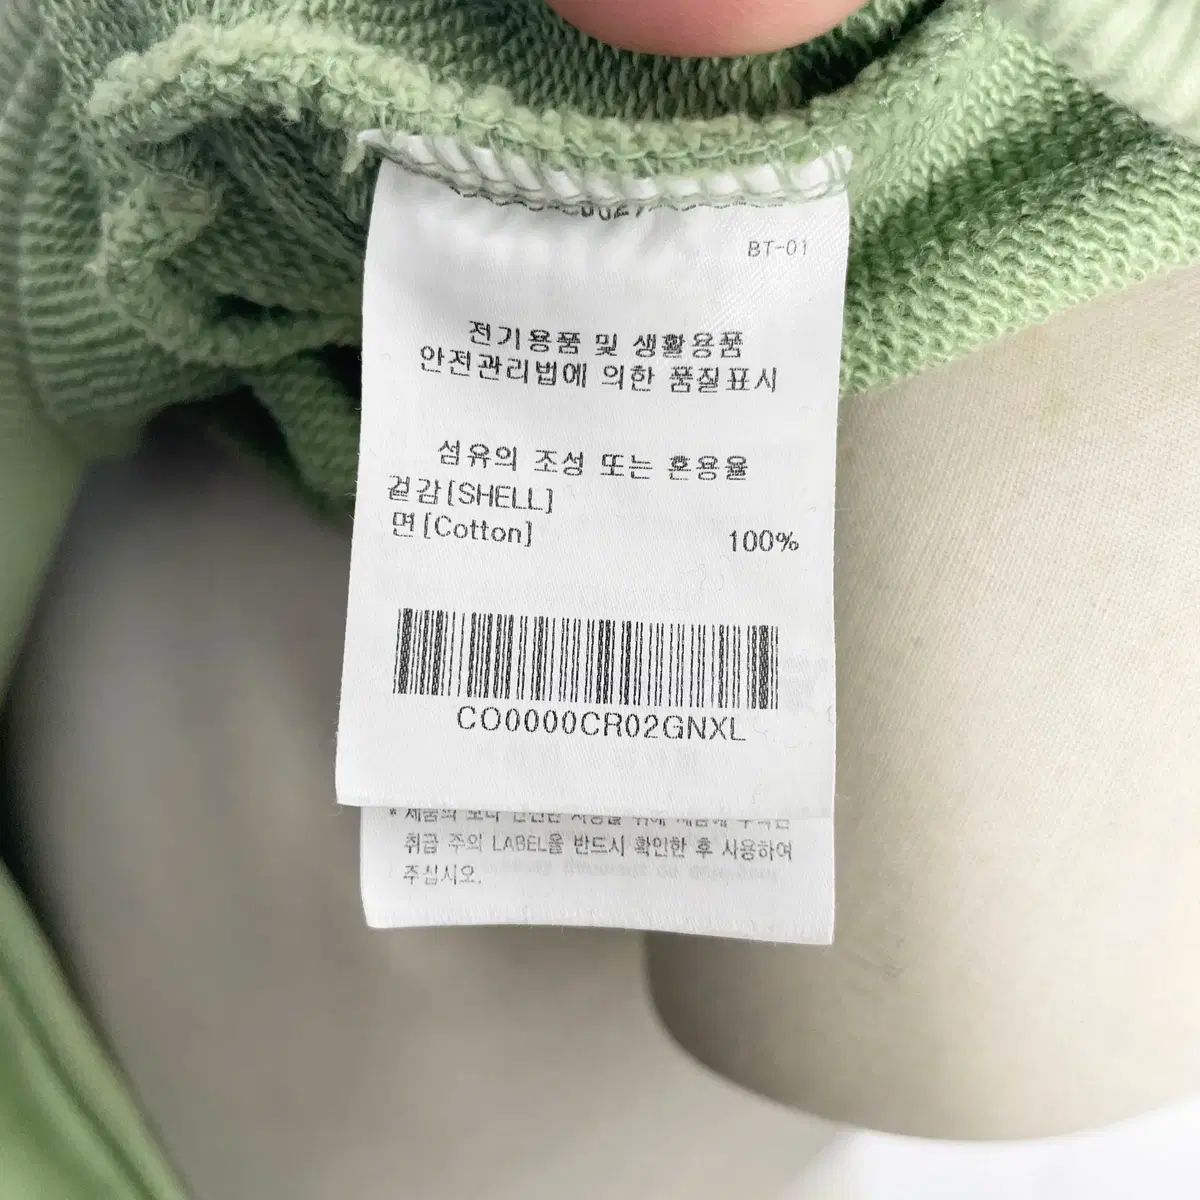 BT-01
전기용품 및 생활용품
안전관리법에 의한 품질표시
섬유의 조성 또는 혼용율
겉감[SHELL]
면[Cotton] 100%
CO0000CR02GNXL
취급 주의 LABEL을 반드시 확인한 후 사용하여
주십시오.